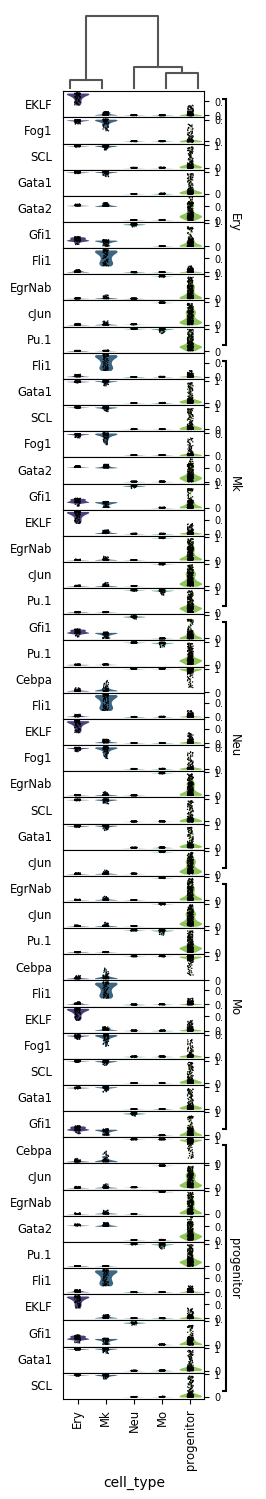 EKLF
Fog1
SCL
Gata1
Gata2
Gfi1
Fli1
EgrNab
cJun
Pu.1
Ery
Fli1
Gata1
SCL
Fog1
Gata2
Gfi1
EKLF
EgrNab
cJun
Pu.1
Mk
Gfi1
Pu.1
Cebpa
Fli1
EKLF
Fog1
EgrNab
SCL
Gata1
cJun
Neu
EgrNab
cJun
Pu.1
Cebpa
Fli1
EKLF
Fog1
SCL
Gata1
Gfi1
Mo
Cebpa
cJun
EgrNab
Gata2
Pu.1
Fli1
EKLF
Gfi1
Gata1
SCL
progenitor
Ery
Mk
Neu
Mo
progenitor
cell_type